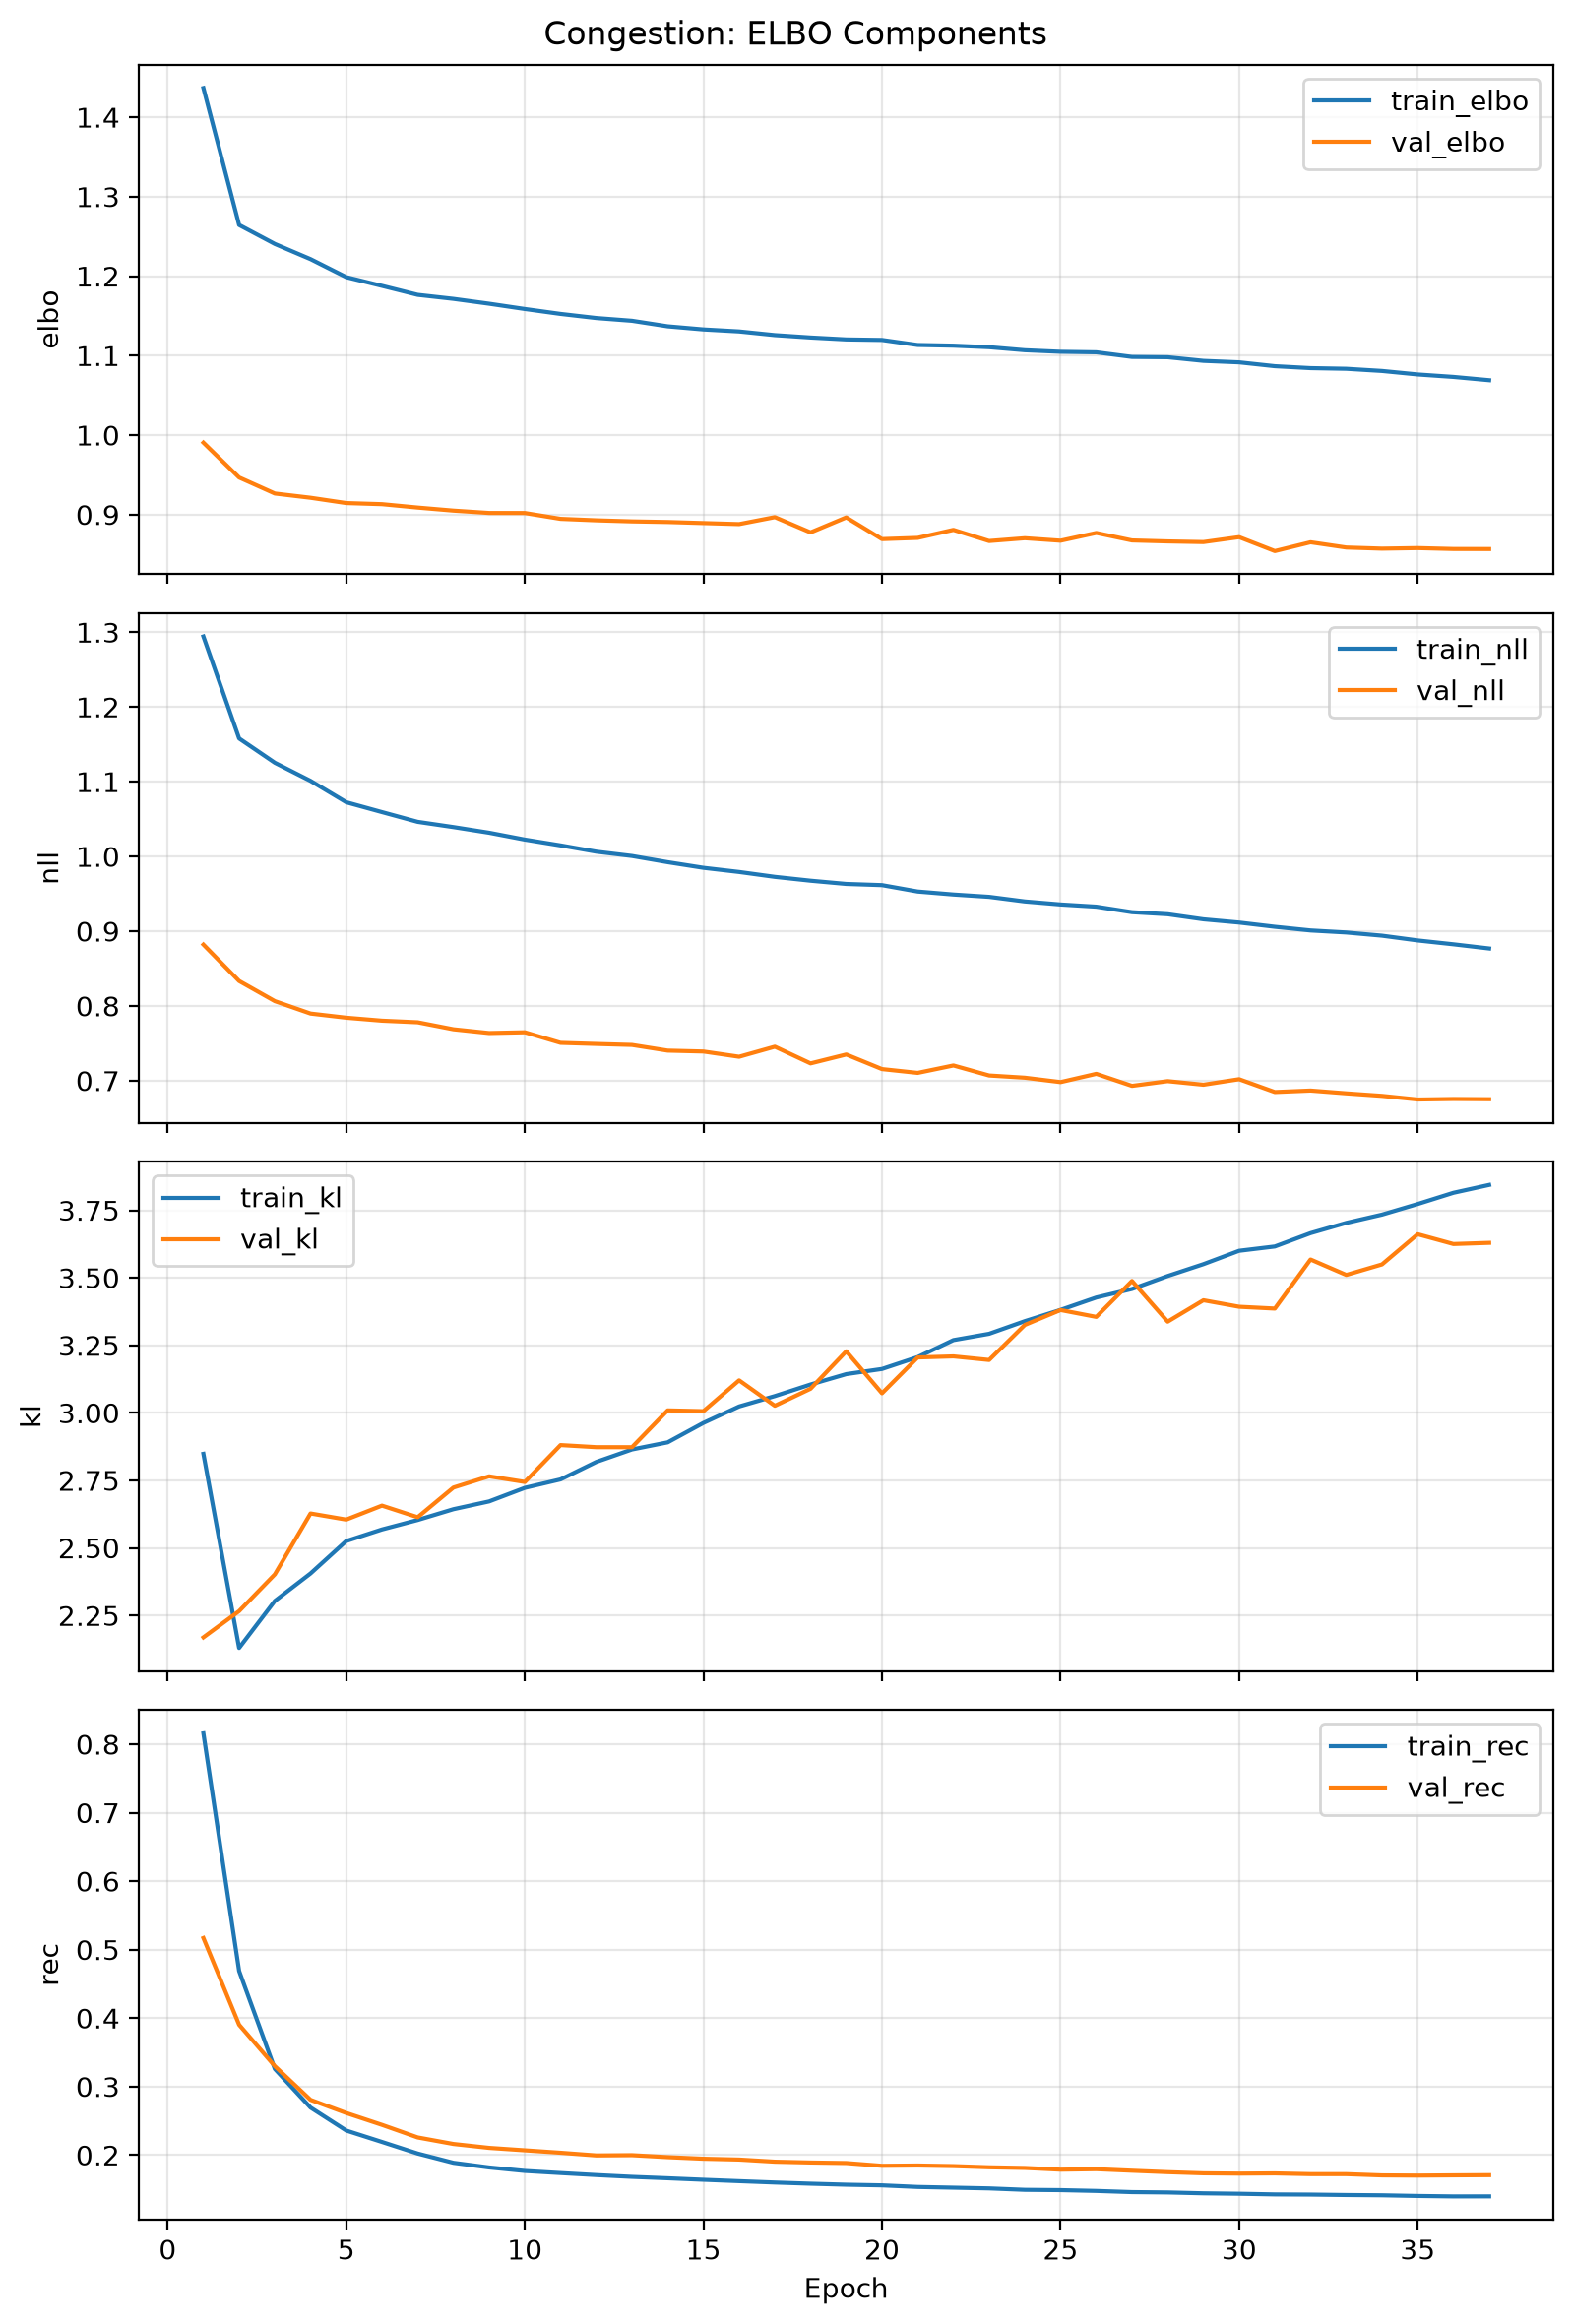 Congestion: ELBO Components
elbo
1.4
1.3
1.2
1.1
1.0
0.9
train_elbo
val_elbo
nll
1.3
1.2
1.1
1.0
0.9
0.8
0.7
train_nll
val_nll
kl
3.75
3.50
3.25
3.00
2.75
2.50
2.25
train_kl
val_kl
rec
0.8
0.7
0.6
0.5
0.4
0.3
0.2
train_rec
val_rec
0 5 10 15 20 25 30 35
Epoch